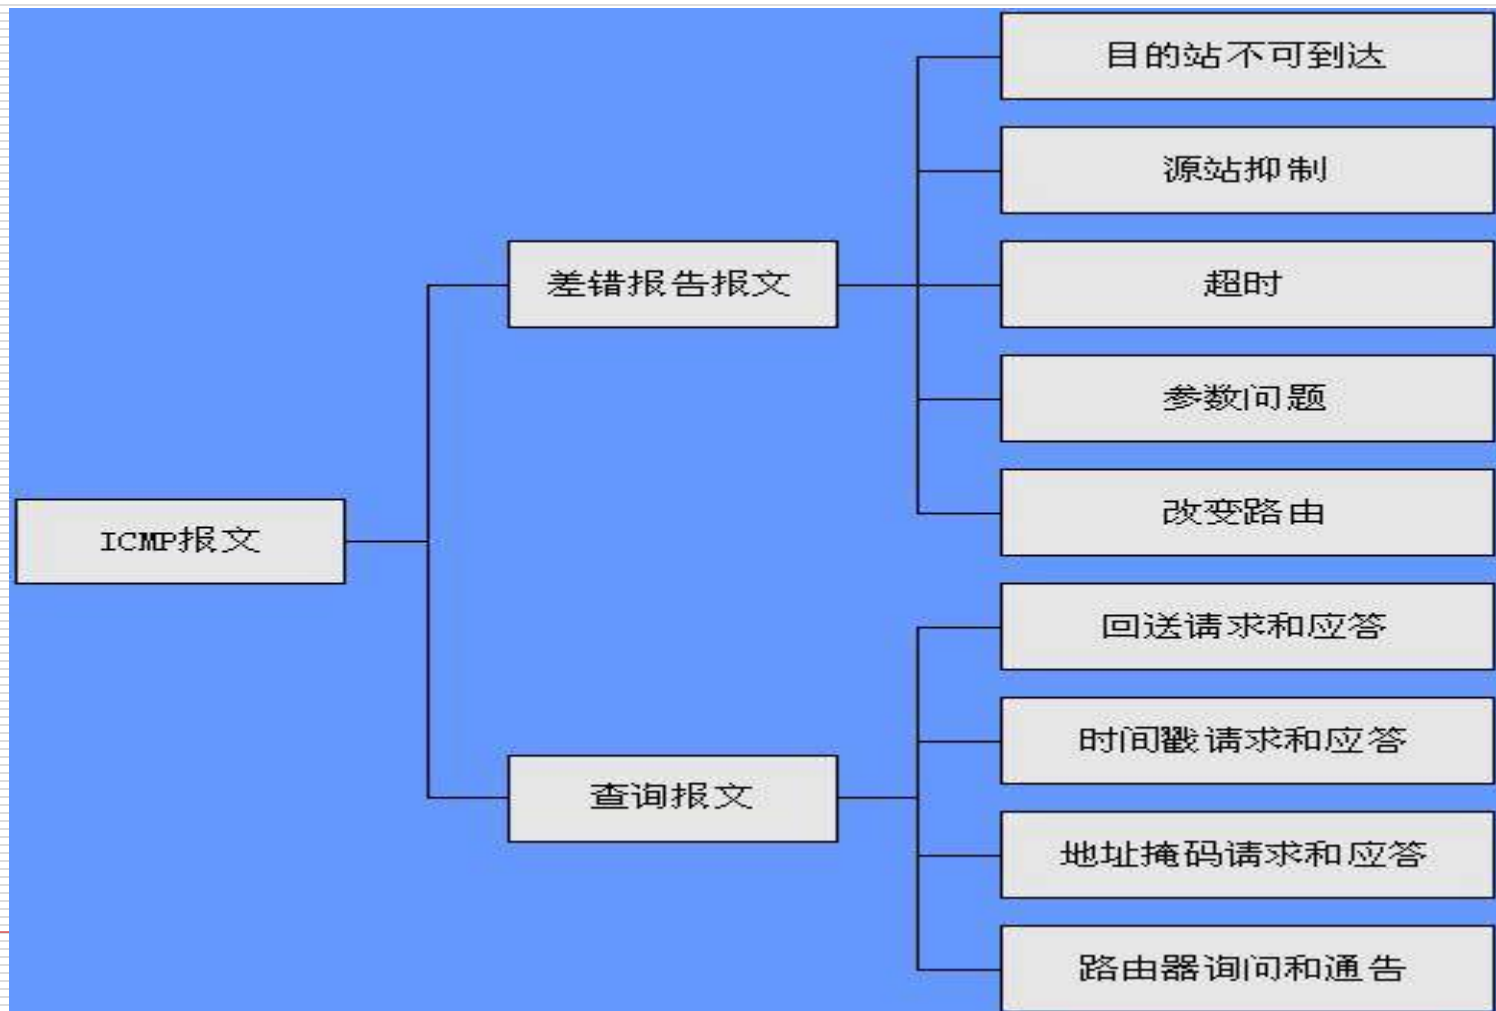 ICMP报文
差错报告报文
目的站不可到达
源站抑制
超时
参数问题
改变路由
查询报文
回送请求和应答
时间戳请求和应答
地址掩码请求和应答
路由器询问和通告